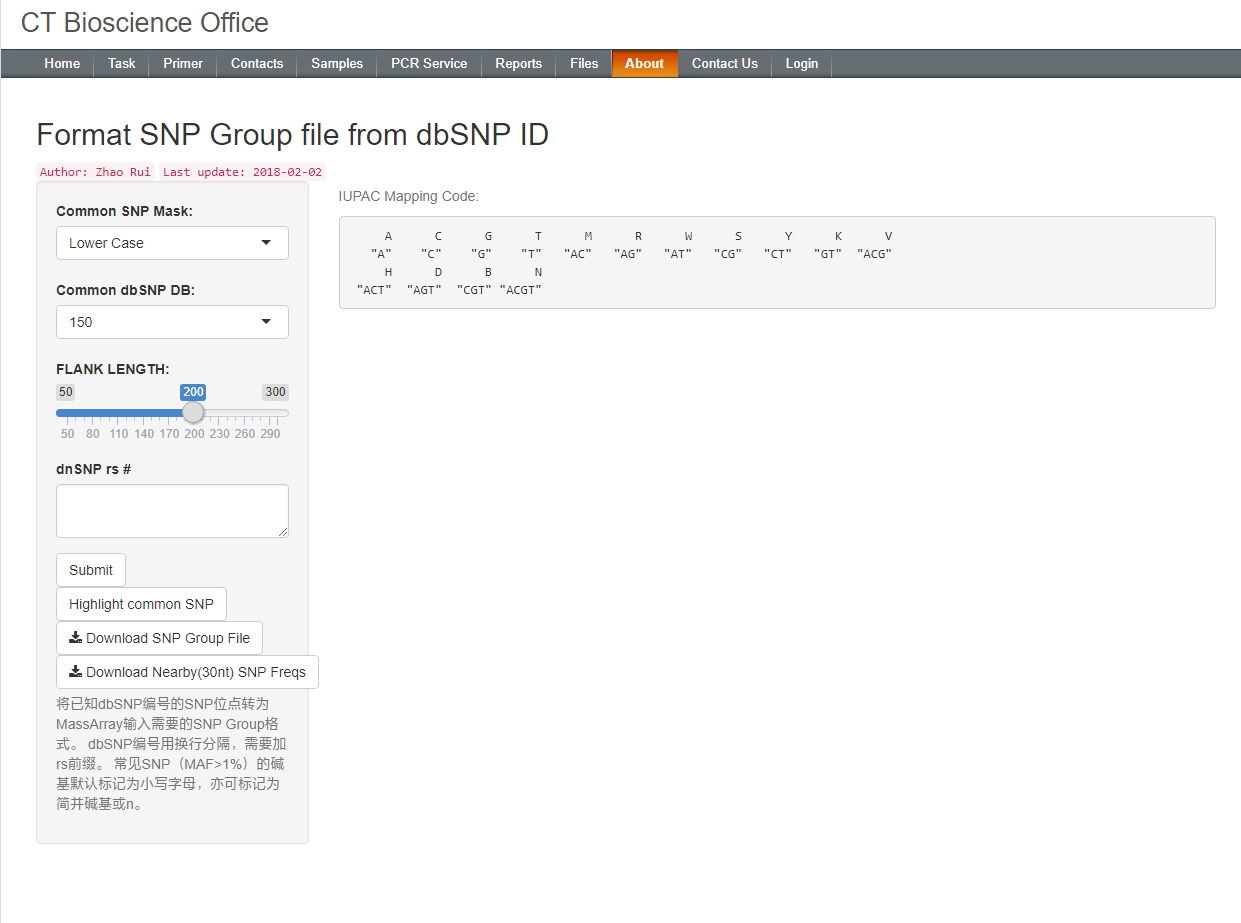 CT Bioscience Office
Home Task Primer Contacts Samples PCR Service Reports Files About Contact Us Login
Format SNP Group file from dbSNP ID
Author: Zhao Rui Last update: 2018-02-02
Common SNP Mask:
Lower Case
Common dbSNP DB:
150
FLANK LENGTH:
50 200 300
50 80 110 140 170 200 230 260 290
dnSNP rs #
Submit
Highlight common SNP
Download SNP Group File
Download Nearby(30nt) SNP Freqs
将已知dbSNP编号的SNP位点转为
MassArray输入需要的SNP Group格
式。 dbSNP编号用换行分隔，需要加
rs前缀。 常见SNP（MAF>1%）的碱
基默认标记为小写字母，亦可标记为
简并碱基或n。
IUPAC Mapping Code:
A C G T M R W S Y K V
"A" "C" "G" "T" "AC" "AG" "AT" "CG" "CT" "GT" "ACG"
H D B N
"ACT" "AGT" "CGT" "ACGT"